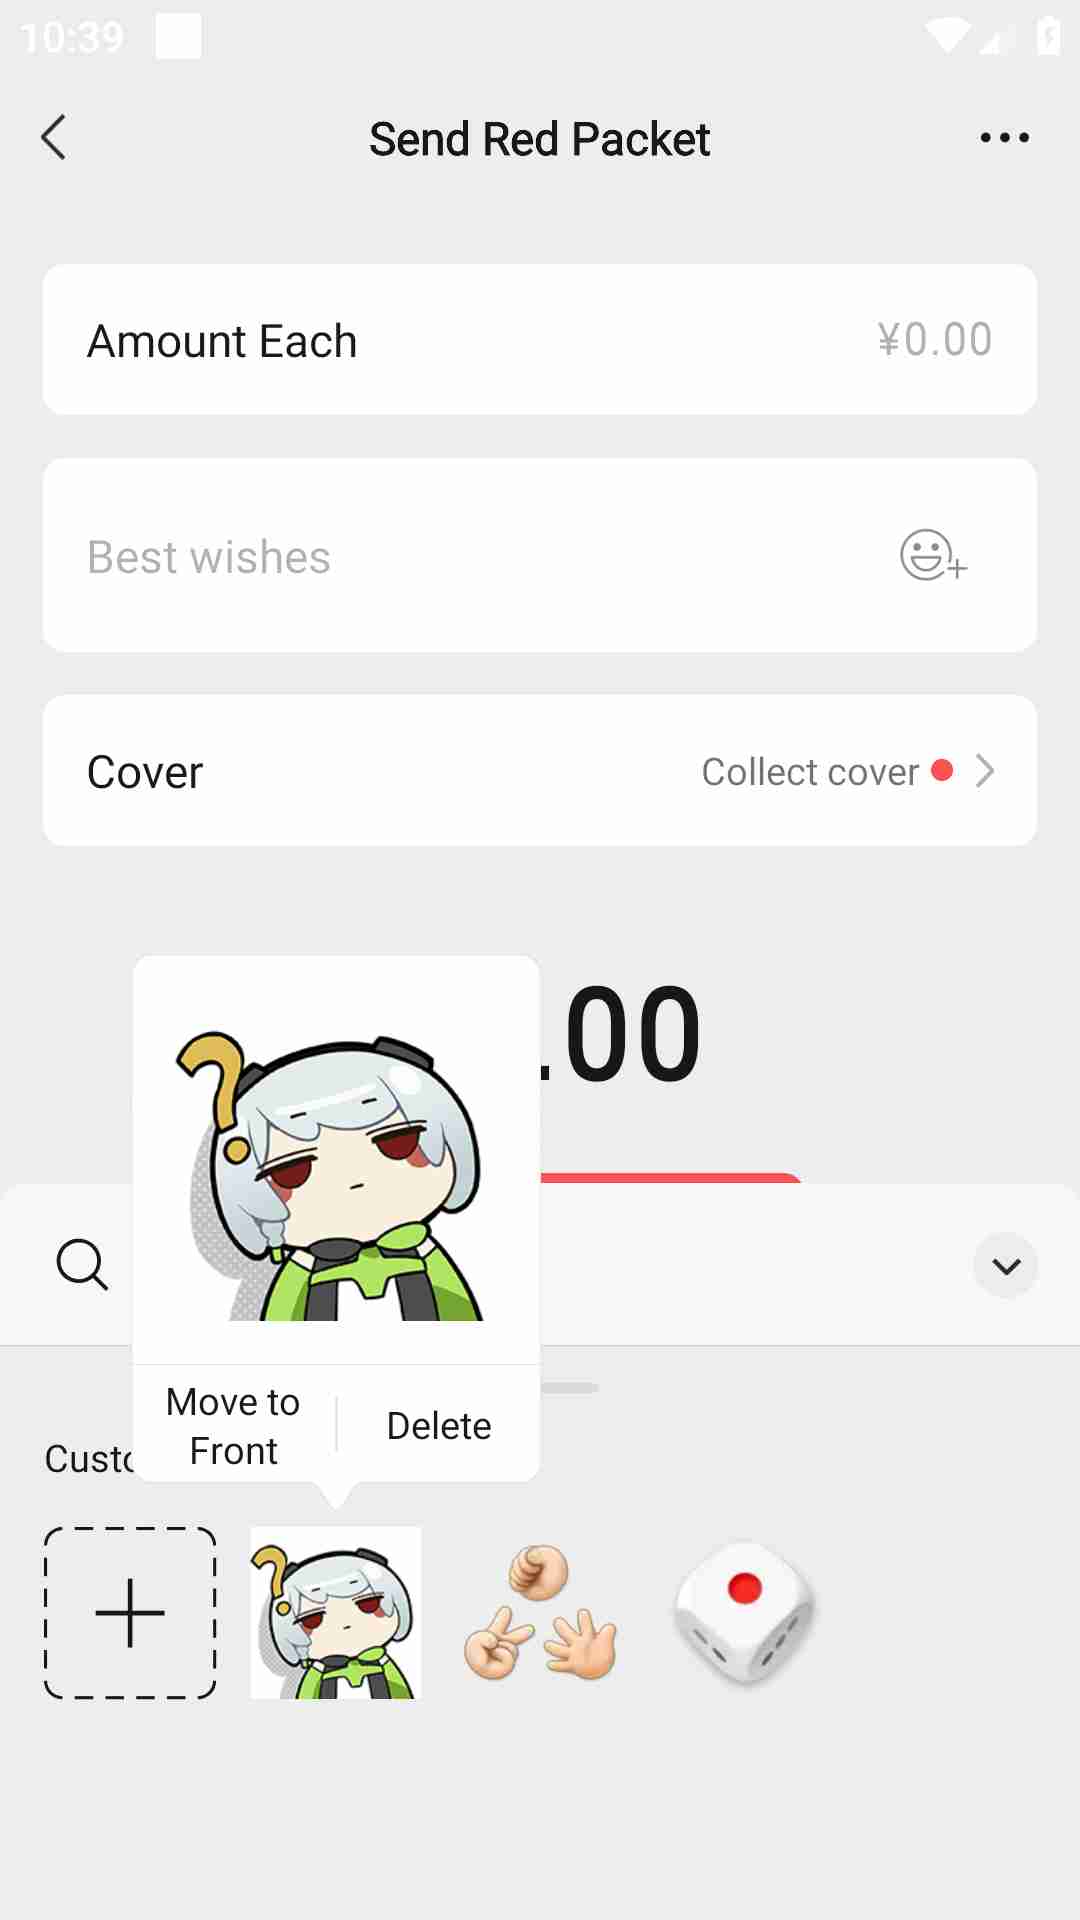 10:39
Send Red Packet
Amount Each
¥0.00
Best wishes
Cover
Collect cover
.00
Move to
Front
Delete
Custo